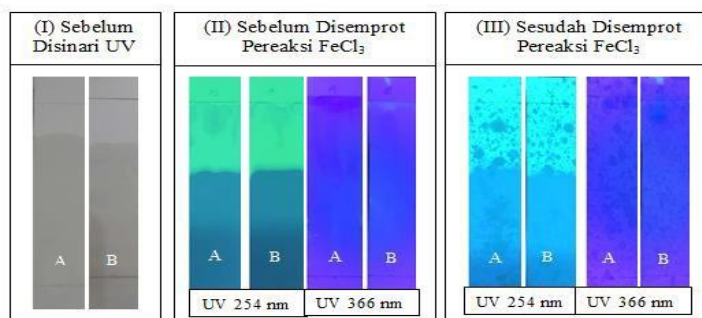 (I) Sebelum
Disinari UV
A
B
(II) Sebelum Disemprot
Pereaksi FeCl₃
A
B
A
B
UV 254 nm
UV 366 nm
(III) Sesudah Disemprot
Pereaksi FeCl₃
A
B
A
B
UV 254 nm
UV 366 nm